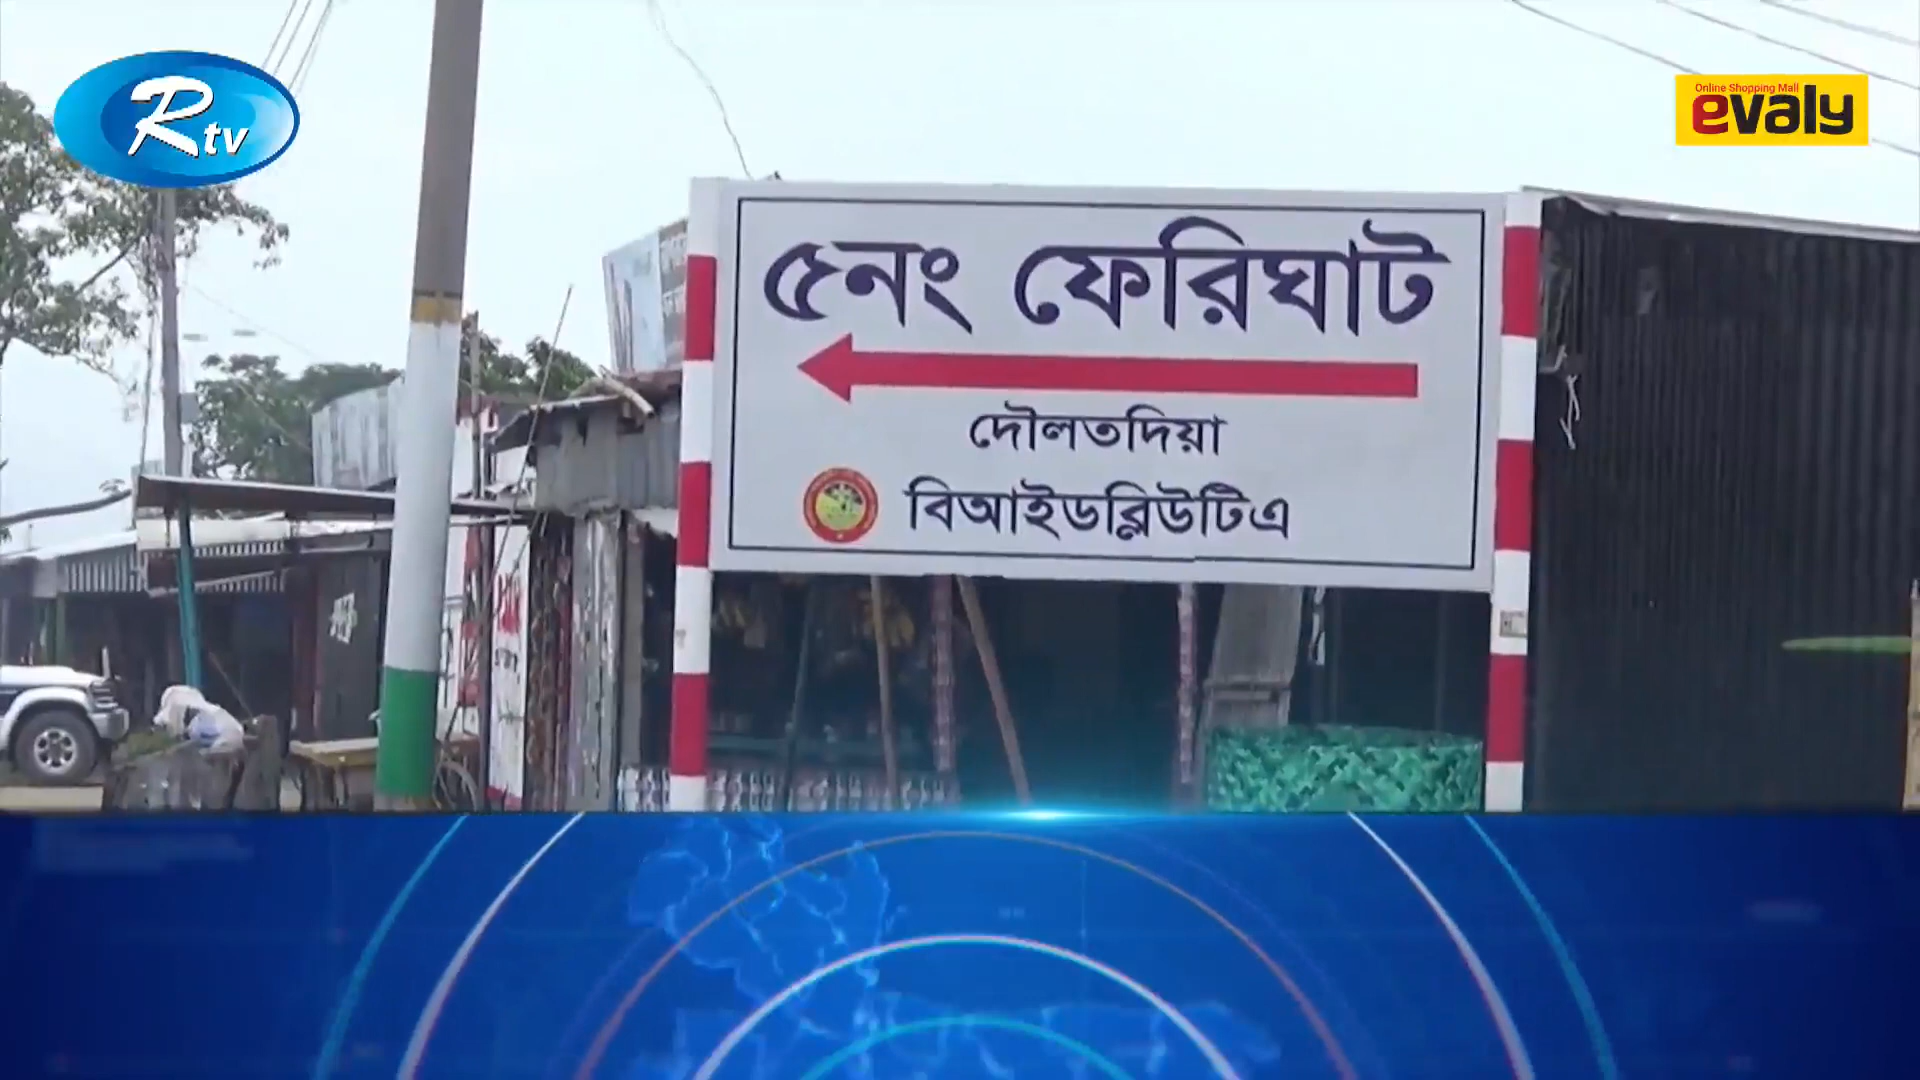 Rtv
Online Shopping Mall
evaly
৫নং ফেরিঘাট
দৌলতদিয়া
বিআইডব্লিউটিএ